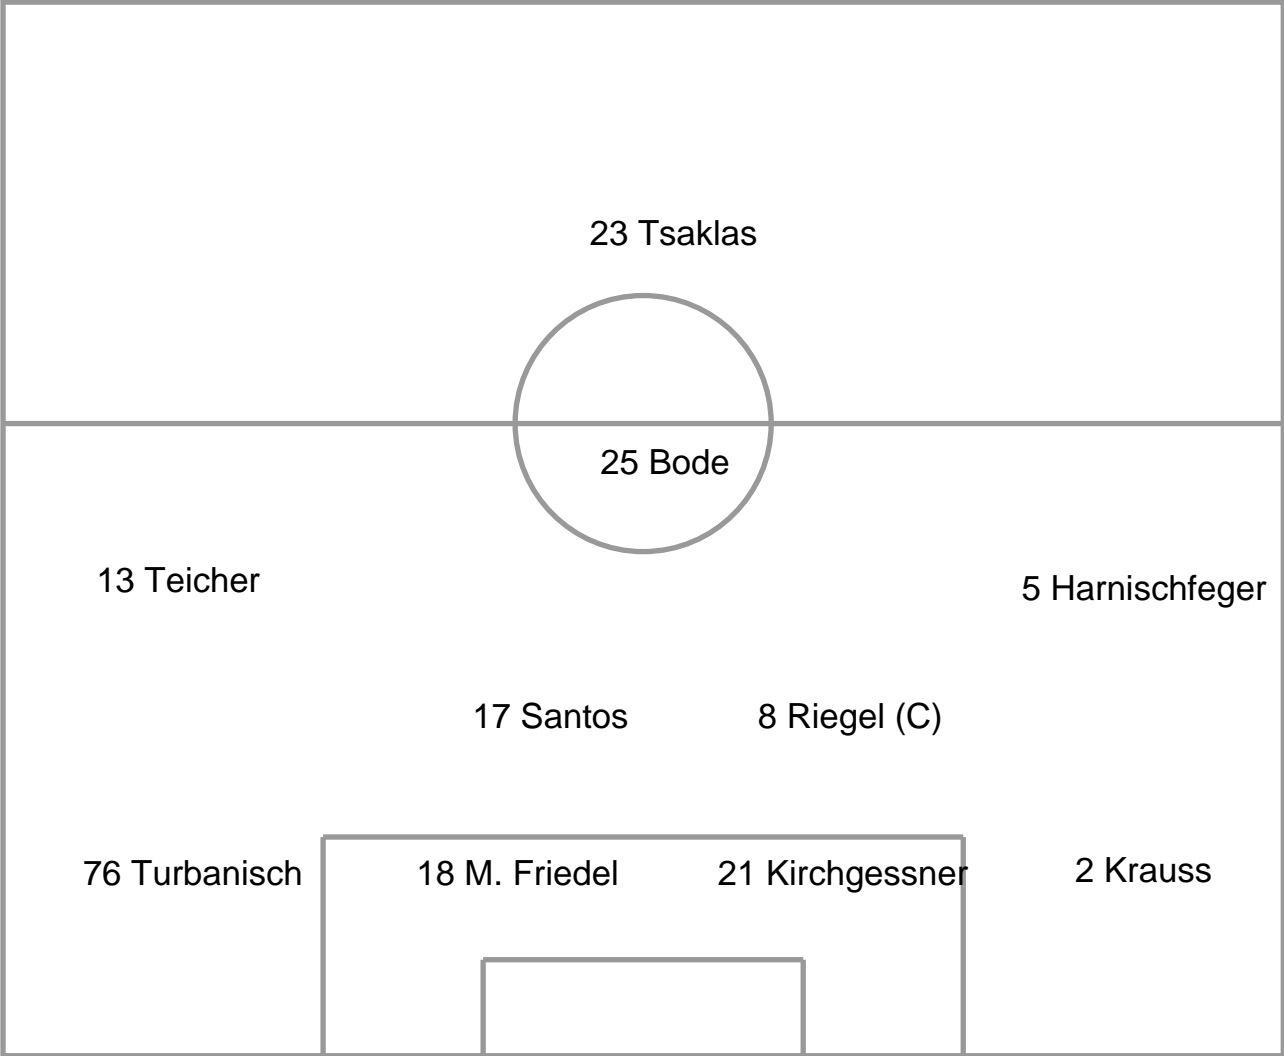 23 Tsaklas
25 Bode
13 Teicher
5 Harnischfeger
17 Santos
8 Riegel (C)
76 Turbanisch
18 M. Friedel
21 Kirchgessner
2 Krauss